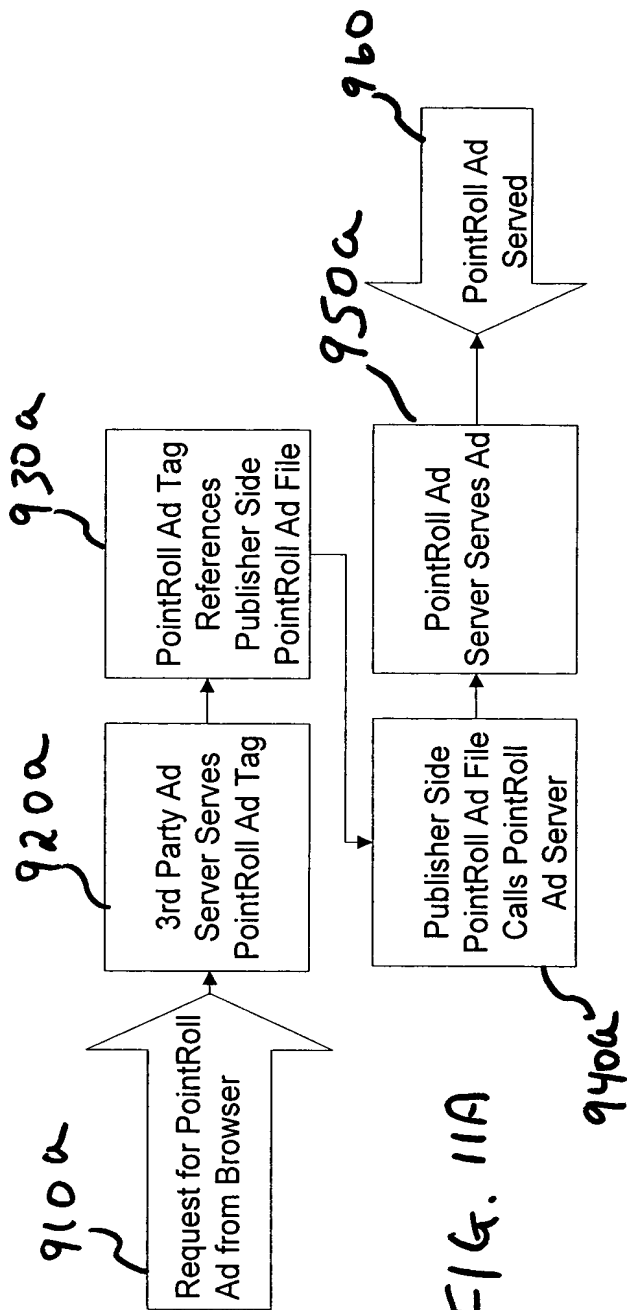 910a
Request for PointRoll
Ad from Browser
920a
3rd Party Ad
Server Serves
PointRoll Ad Tag
930a
PointRoll Ad Tag
References
Publisher Side
PointRoll Ad File
940a
Publisher Side
PointRoll Ad File
Calls PointRoll
Ad Server
950a
PointRoll Ad
Server Serves Ad
960
PointRoll Ad
Served
FIG. 11A